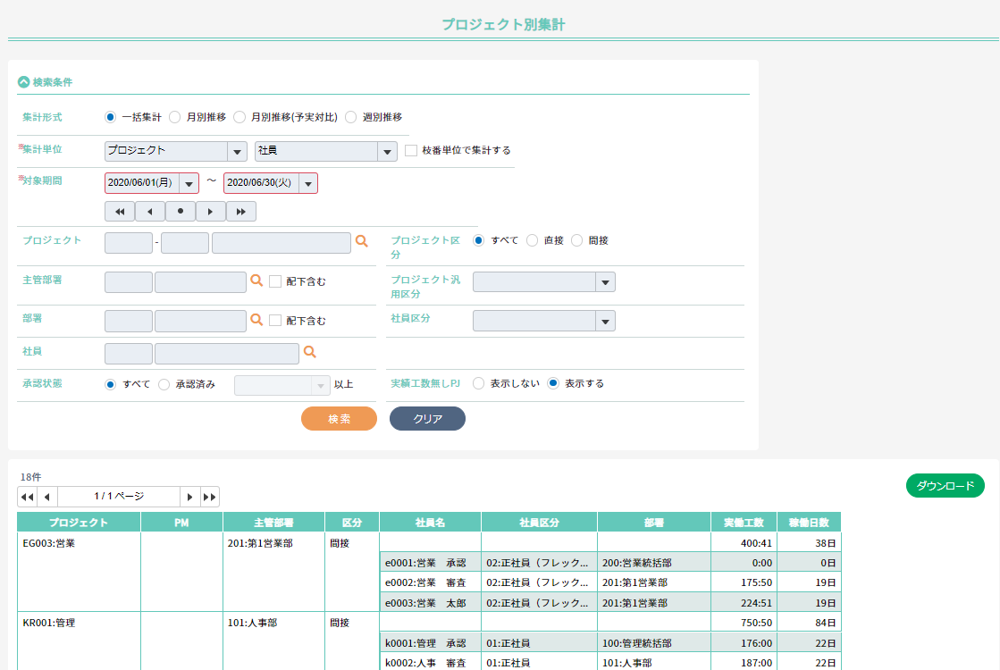 プロジェクト別集計
検索条件
集計形式 一括集計 月別推移 月別推移(予実対比) 週別推移
※集計単位 プロジェクト 社員 枝番単位で集計する
※対象期間 2020/06/01(月) ～ 2020/06/30(火)
プロジェクト - プロジェクト区分 すべて 直接 間接
主管部署 配下含む プロジェクト汎用区分
部署 配下含む 社員区分
社員
承認状態 すべて 承認済み 以上 実績工数無しPJ 表示しない 表示する
検索 クリア
18件
1 / 1 ページ ダウンロード
プロジェクト PM 主管部署 区分 社員名 社員区分 部署 実働工数 稼働日数
EG003:営業 201:第1営業部 間接 400:41 38日
e0001:営業　承認 02:正社員（フレック... 200:営業統括部 0:00 0日
e0002:営業　審査 02:正社員（フレック... 201:第1営業部 175:50 19日
e0003:営業　太郎 02:正社員（フレック... 201:第1営業部 224:51 19日
KR001:管理 101:人事部 間接 750:50 84日
k0001:管理　承認 01:正社員 100:管理統括部 176:00 22日
k0002:人事　審査 01:正社員 101:人事部 187:00 22日